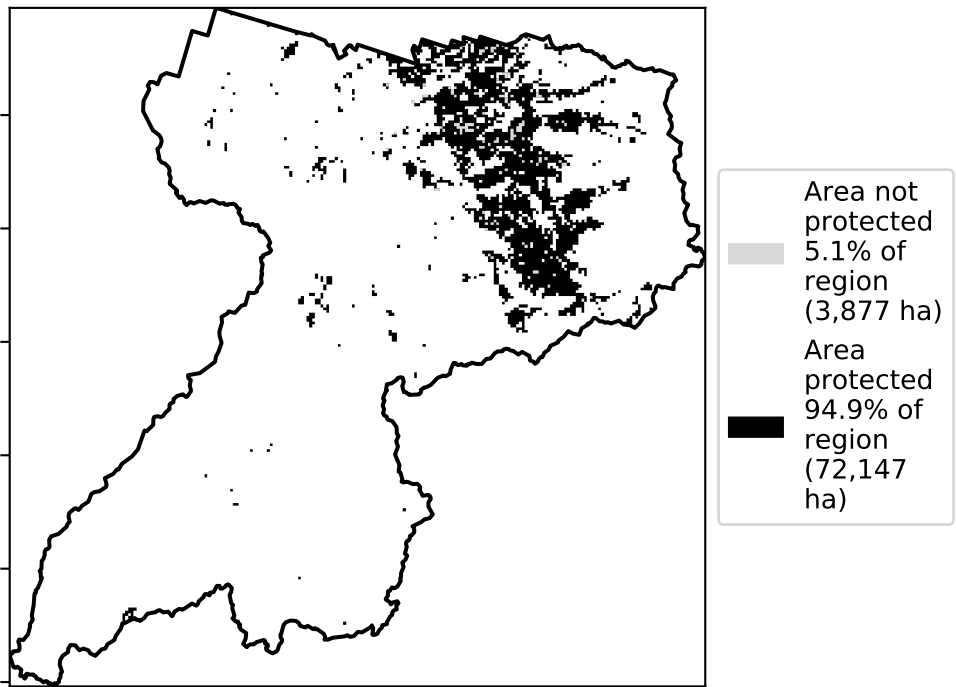 Area not
protected
5.1% of
region
(3,877 ha)
Area
protected
94.9% of
region
(72,147
ha)